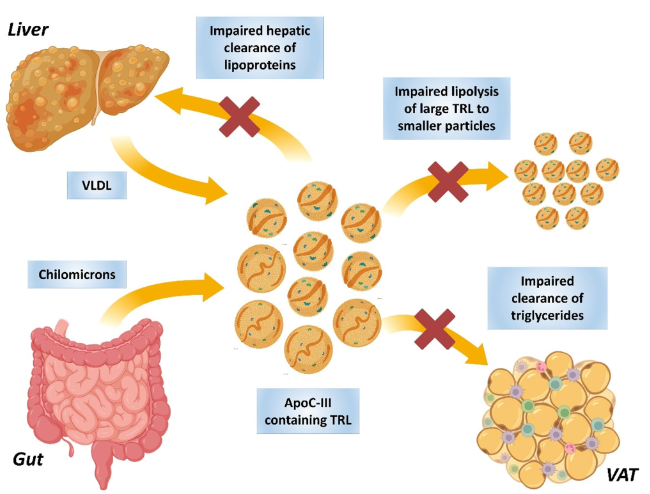 Liver
Impaired hepatic
clearance of
lipoproteins
Impaired lipolysis
of large TRL to
smaller particles
VLDL
Chilomicrons
Impaired
clearance of
triglycerides
ApoC-III
containing TRL
Gut
VAT